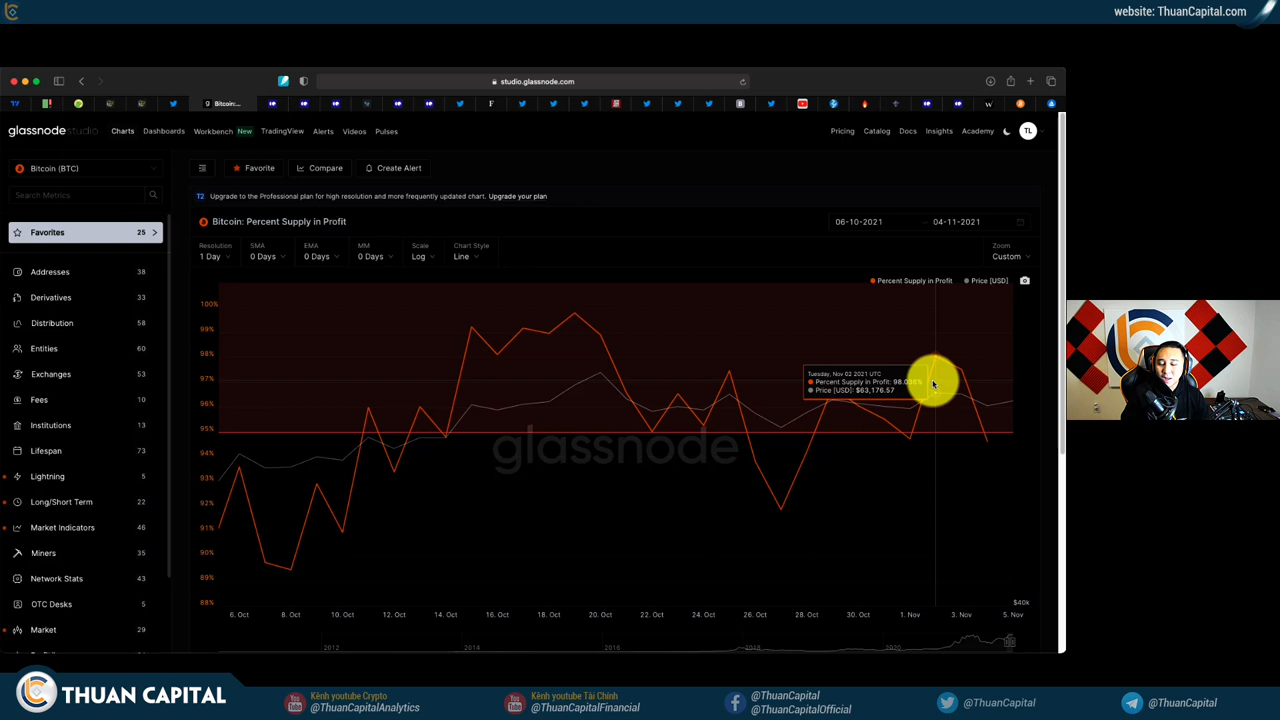 website: ThuanCapital.com
studio.glassnode.com
Bitcoin:...
glassnodestudio
Charts
Dashboards
Workbench New
TradingView
Alerts
Videos
Pulses
Pricing
Catalog
Docs
Insights
Academy
TL
Bitcoin (BTC)
Favorite
Compare
Create Alert
Search Metrics
T2 Upgrade to the Professional plan for high resolution and more frequently updated chart. Upgrade your plan
Favorites 25
Bitcoin: Percent Supply in Profit
06-10-2021
04-11-2021
Resolution
1 Day
SMA
0 Days
EMA
0 Days
MM
0 Days
Scale
Log
Chart Style
Line
Zoom
Custom
Addresses 38
Derivatives 33
Distribution 58
Entities 60
Exchanges 53
Fees 9
Institutions 6
Lifespan 73
Lightning 5
Long/Short Term 22
Market Indicators 46
Miners 35
Network Stats 43
OTC Desks 5
Market 29
Percent Supply in Profit
Price [USD]
100%
99%
98%
97%
96%
95%
94%
93%
92%
91%
90%
89%
88%
Tuesday, Nov 02 2021 UTC
Percent Supply in Profit:
Price [USD]: $63,176.57
glassnode
$40k
6. Oct
8. Oct
10. Oct
12. Oct
14. Oct
16. Oct
18. Oct
20. Oct
22. Oct
24. Oct
26. Oct
28. Oct
30. Oct
1. Nov
3. Nov
5. Nov
2012
2014
2016
2018
2020
THUAN CAPITAL
Kênh youtube Crypto
@ThuanCapitalAnalytics
Kênh youtube Tài Chính
@ThuanCapitalFinancial
@ThuanCapital
@ThuanCapitalOfficial
@ThuanCapital
@ThuanCapital